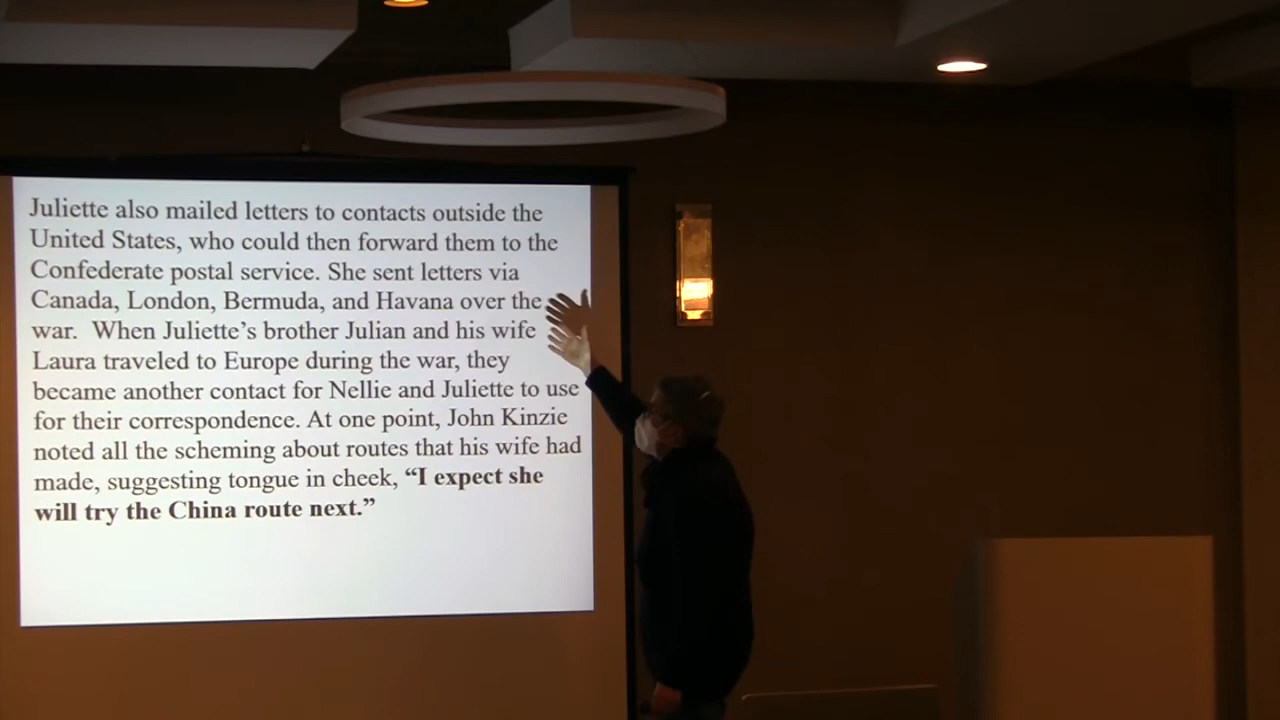 Juliette also mailed letters to contacts outside the
United States, who could then forward them to the
Confederate postal service. She sent letters via
Canada, London, Bermuda, and Havana over the
war.  When Juliette’s brother Julian and his wife
Laura traveled to Europe during the war, they
became another contact for Nellie and Juliette to use
for their correspondence. At one point, John Kinzie
noted all the scheming about routes that his wife had
made, suggesting tongue in cheek, “I expect she
will try the China route next.”